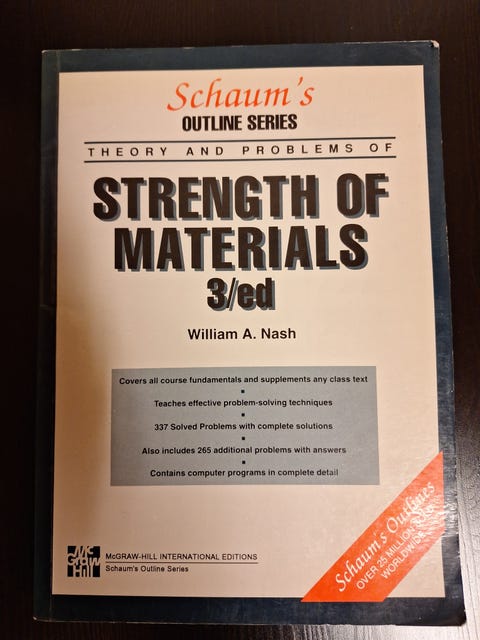 Schaum's
OUTLINE SERIES
THEORY AND PROBLEMS OF
STRENGTH OF
MATERIALS
3/ed
William A. Nash
Covers all course fundamentals and supplements any class text
Teaches effective problem-solving techniques
337 Solved Problems with complete solutions
Also includes 265 additional problems with answers
Contains computer programs in complete detail
Schaum's Outlines
OVER 25 MILLION SOLD
WORLDWIDE
Mc
Graw
Hill
McGRAW-HILL INTERNATIONAL EDITIONS
Schaum's Outline Series